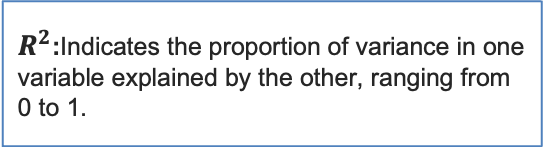 R²:Indicates the proportion of variance in one
variable explained by the other, ranging from
0 to 1.